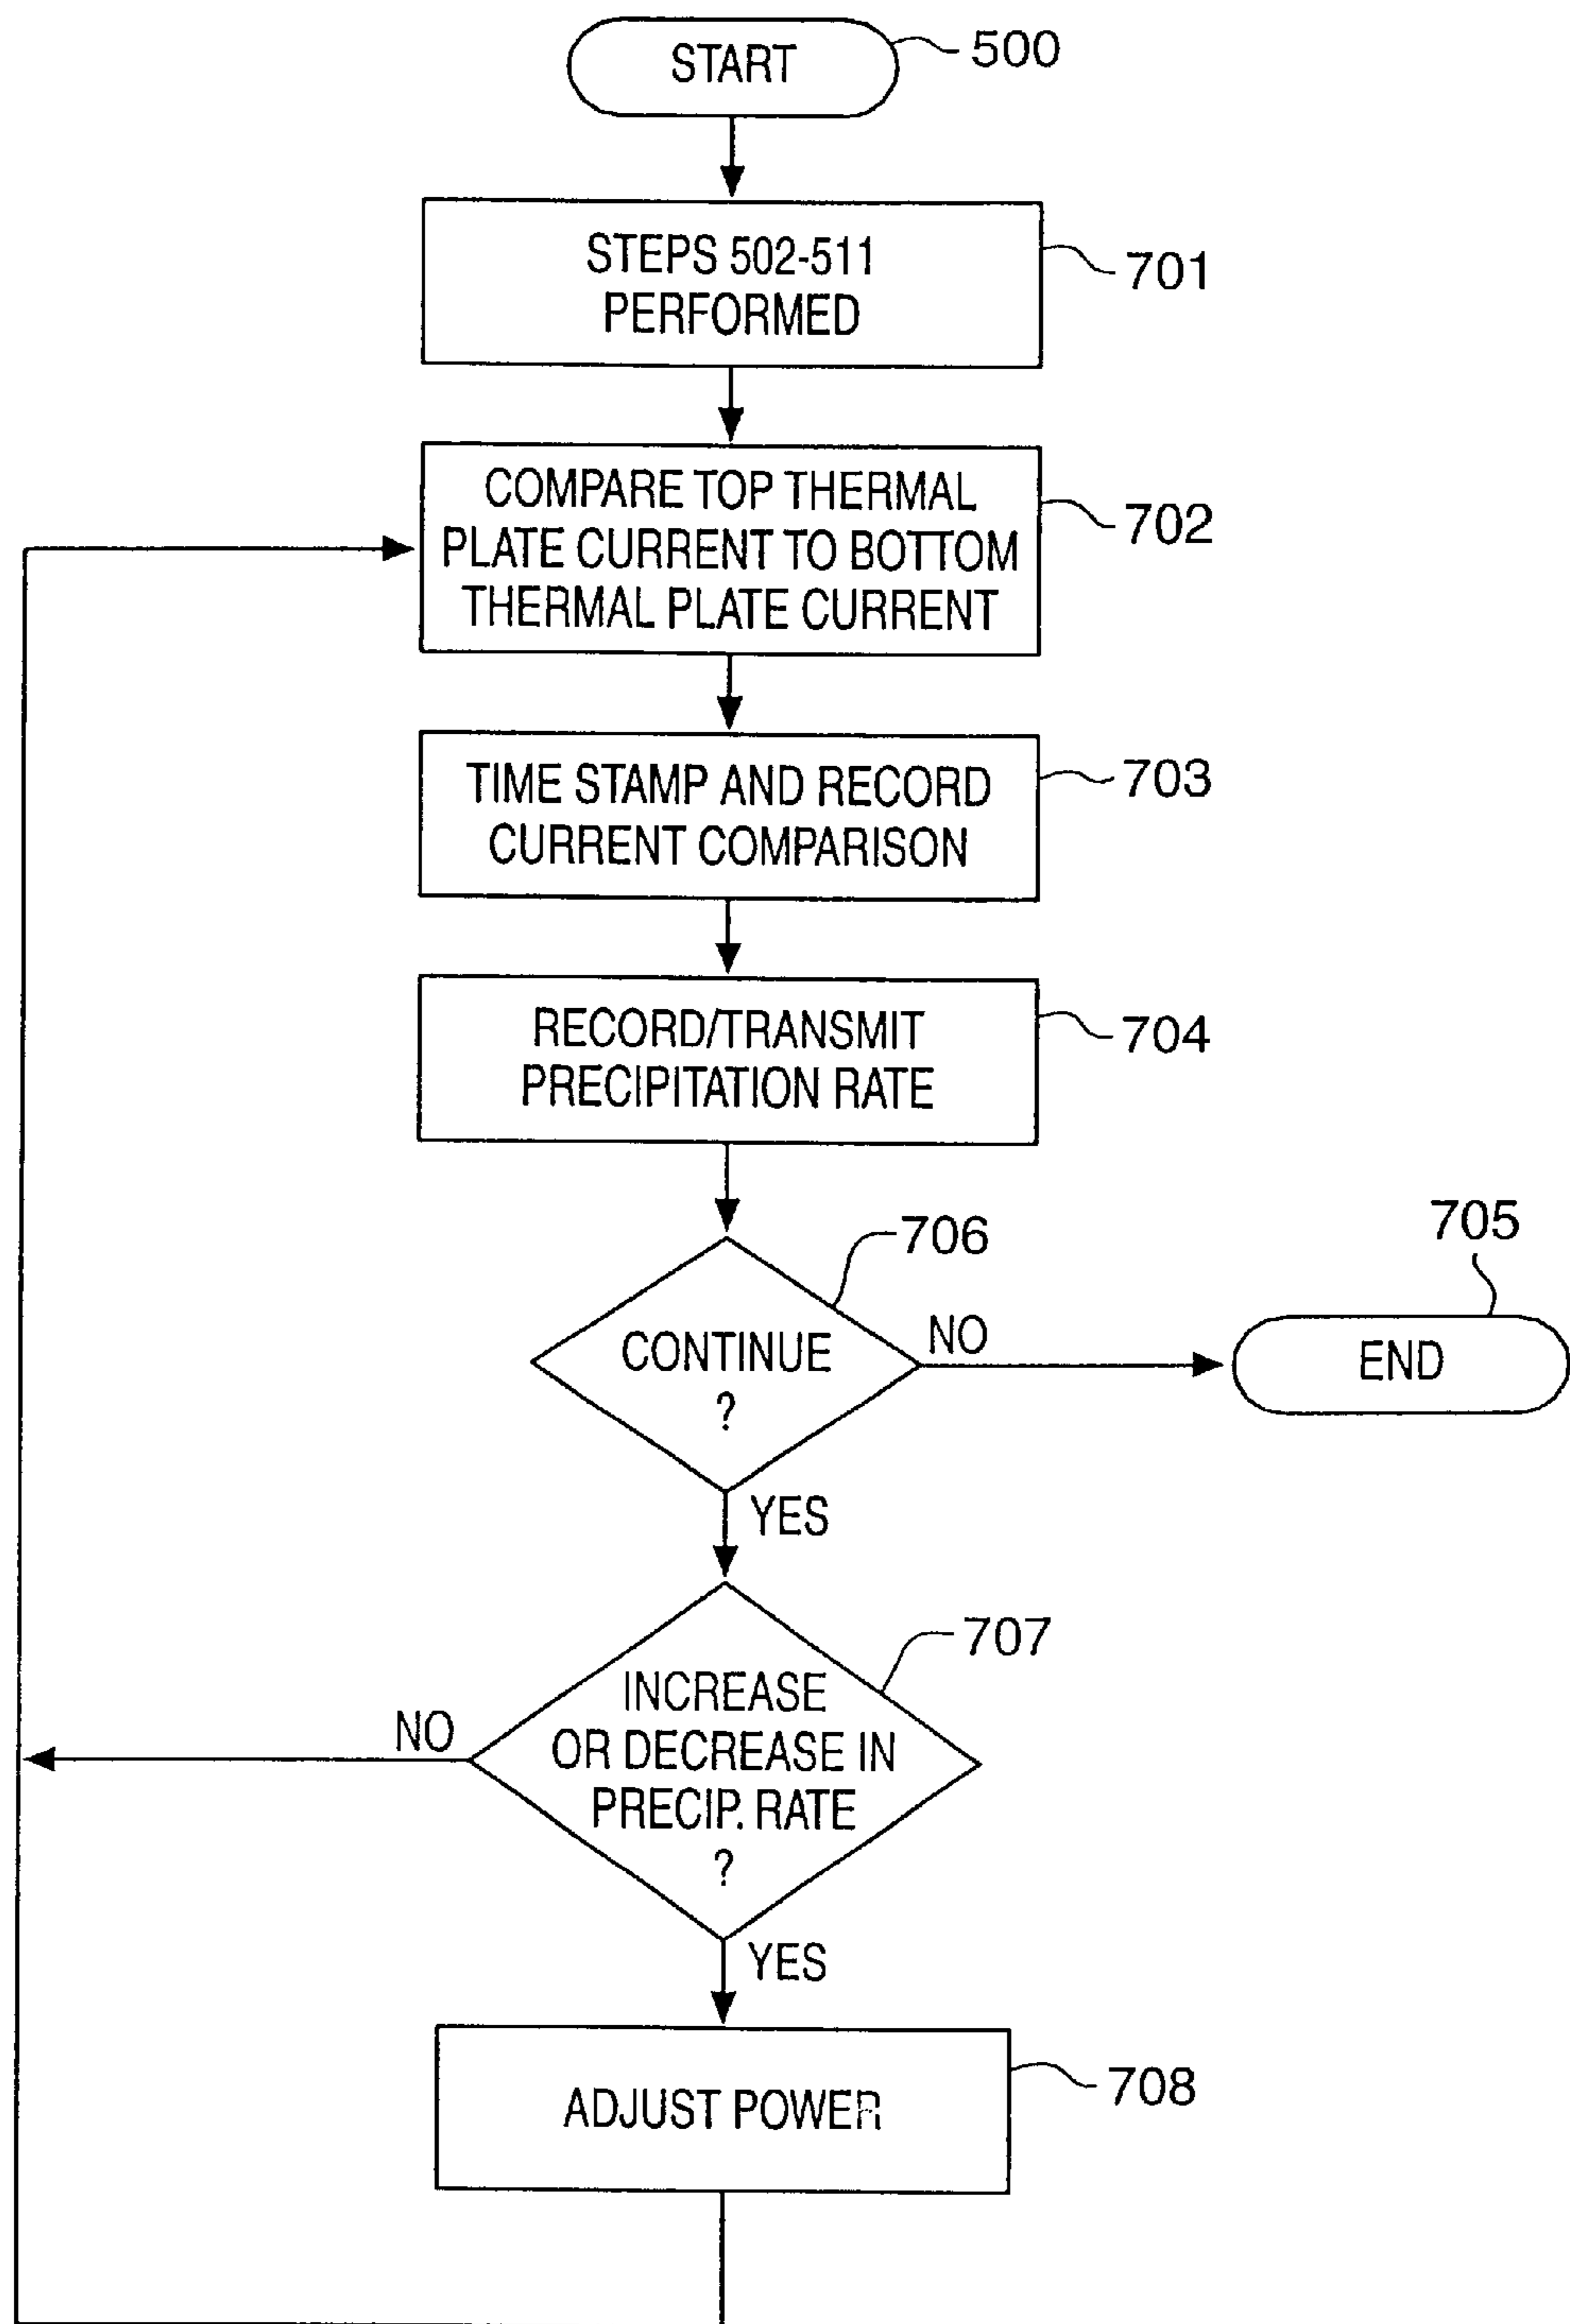 START
500
STEPS 502-511
PERFORMED
701
COMPARE TOP THERMAL
PLATE CURRENT TO BOTTOM
THERMAL PLATE CURRENT
702
TIME STAMP AND RECORD
CURRENT COMPARISON
703
RECORD/TRANSMIT
PRECIPITATION RATE
704
706
705
CONTINUE
?
NO
END
YES
707
INCREASE
OR DECREASE IN
PRECIP. RATE
?
NO
YES
ADJUST POWER
708